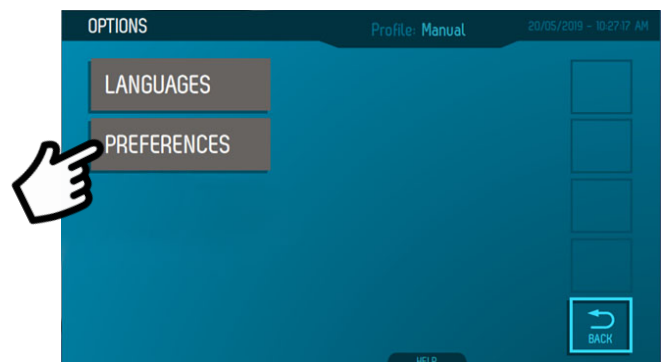 OPTIONS
Profile: Manual
20/05/2019 - 10:27:17 AM
LANGUAGES
PREFERENCES
BACK
HELP